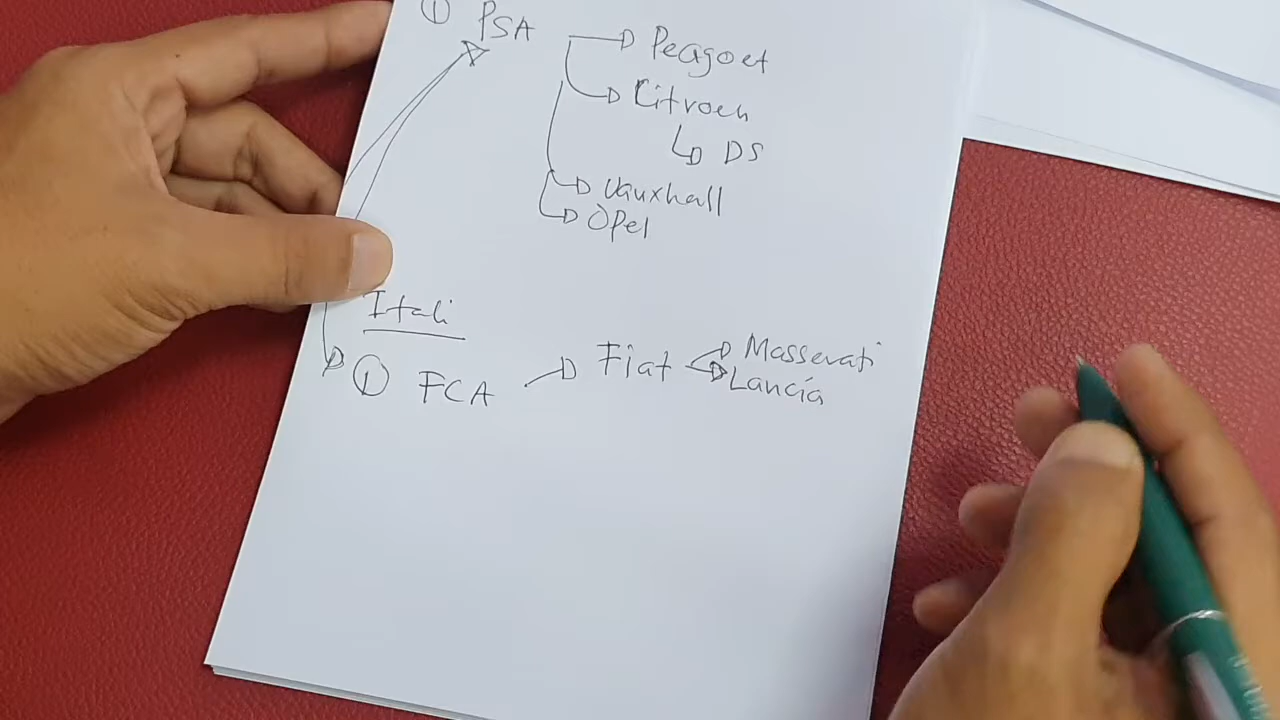 ① PSA Peagoet
Citroen
DS
Vauxhall
Opel
Itali
① FCA Fiat Masserati
Lancia